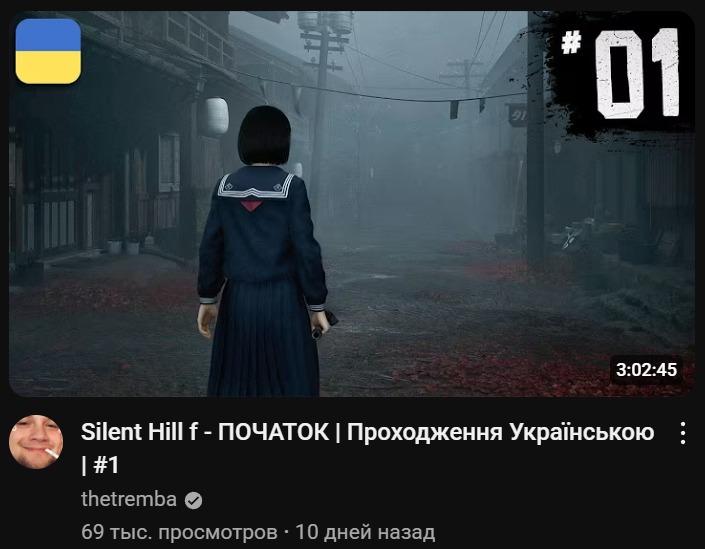 #01
3:02:45
Silent Hill f - ПОЧАТОК | Проходження Українською
| #1
thetremba
69 тыс. просмотров · 10 дней назад